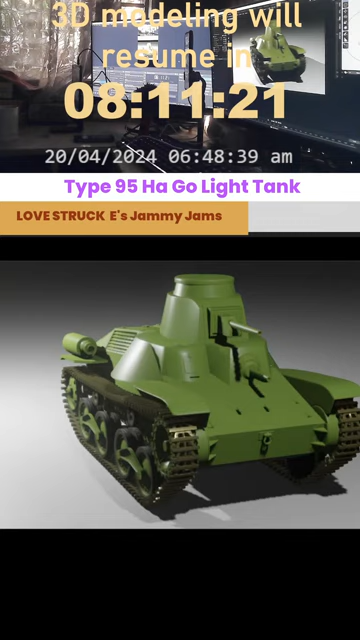 3D modeling will
resume in
08:11:21
20/04/2024 06:48:39 am
Type 95 Ha Go Light Tank
LOVE STRUCK E's Jammy Jams